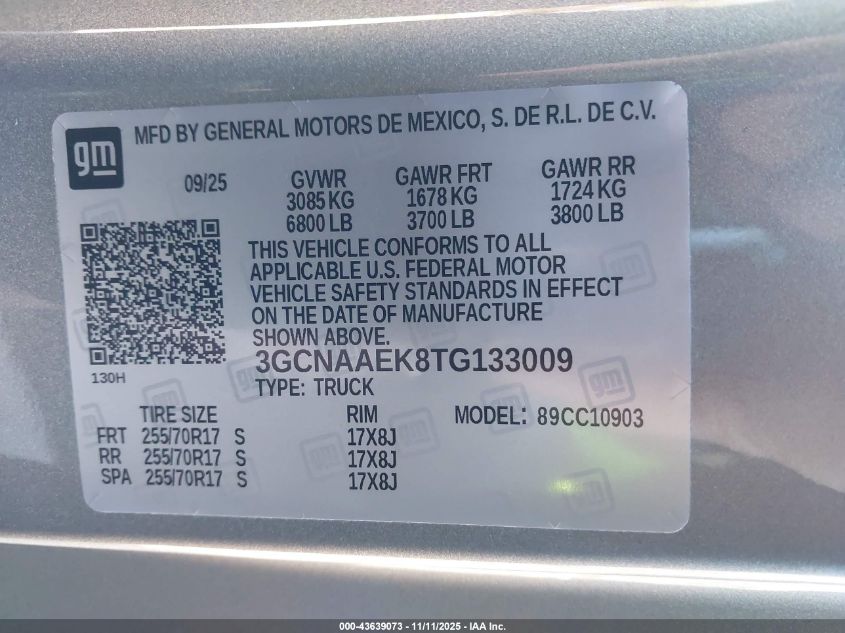 gm
MFD BY GENERAL MOTORS DE MEXICO, S. DE R.L. DE C.V.
09/25
GVWR GAWR FRT GAWR RR
3085 KG 1678 KG 1724 KG
6800 LB 3700 LB 3800 LB
THIS VEHICLE CONFORMS TO ALL
APPLICABLE U.S. FEDERAL MOTOR
VEHICLE SAFETY STANDARDS IN EFFECT
ON THE DATE OF MANUFACTURE
SHOWN ABOVE.
3GCNAAEK8TG133009
130H
TYPE: TRUCK
TIRE SIZE RIM MODEL: 89CC10903
FRT 255/70R17 S 17X8J
RR 255/70R17 S 17X8J
SPA 255/70R17 S 17X8J
000-43639073 - 11/11/2025 - IAA Inc.